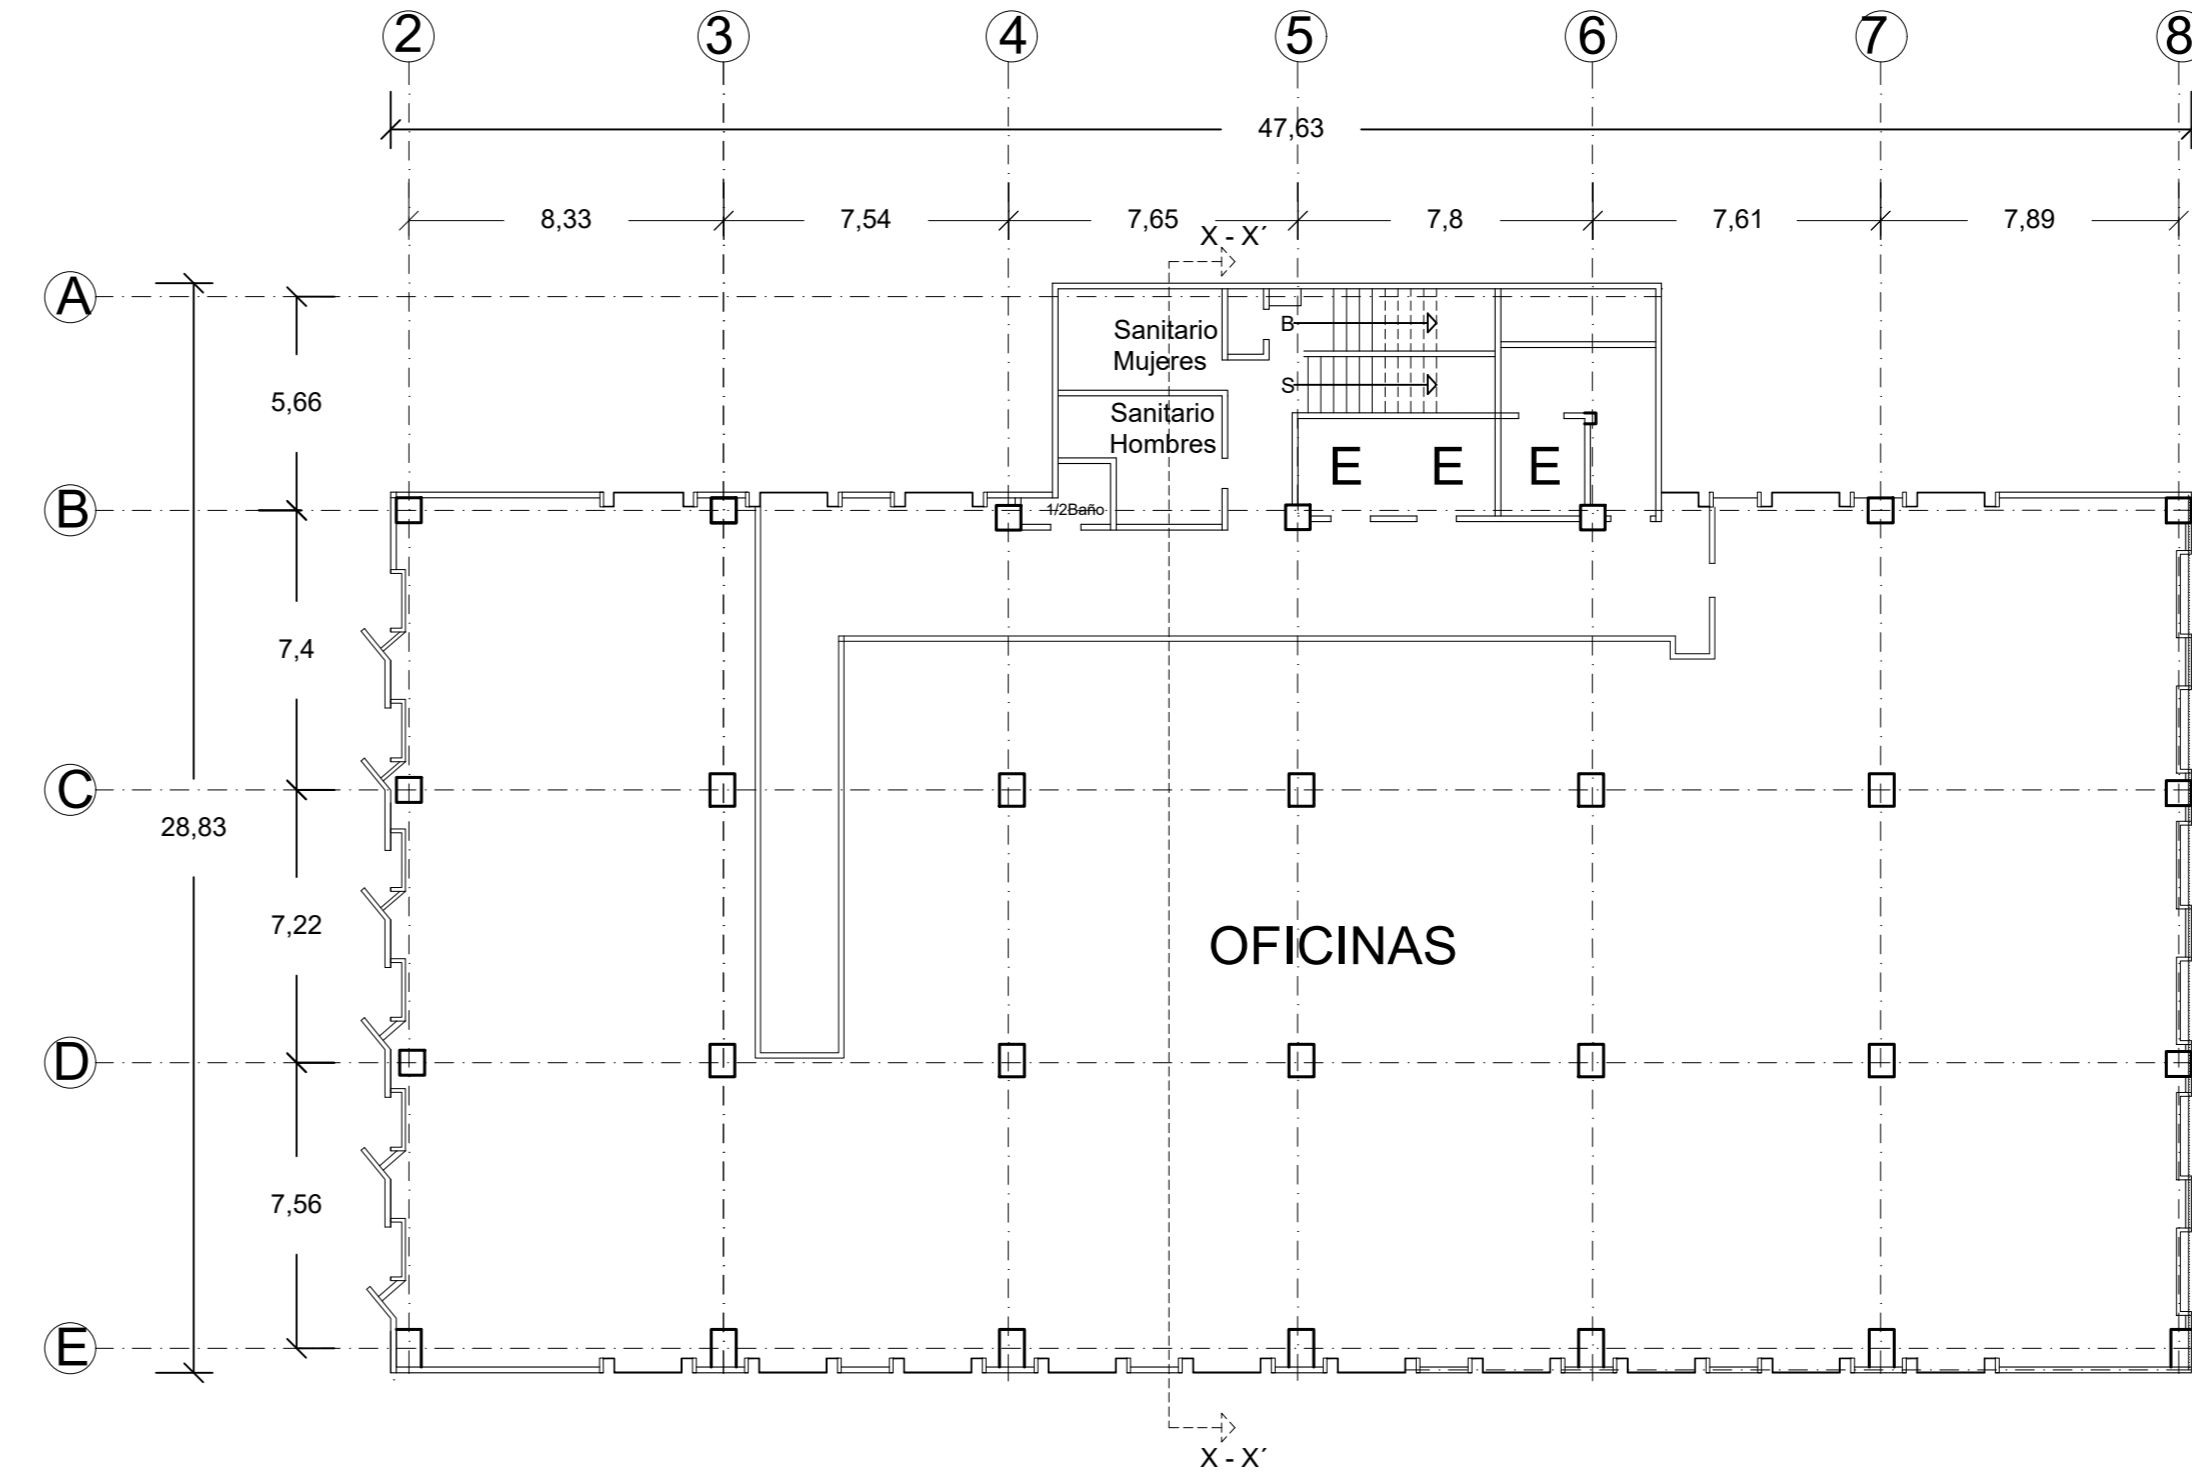 2 3 4 5 6 7 8
47,63
8,33 7,54 7,65 7,8 7,61 7,89
X - X´
A
B
Sanitario
Mujeres
S
5,66
Sanitario
Hombres
E E E
B
1/2Baño
7,4
C
28,83
7,22
OFICINAS
D
7,56
E
X - X´